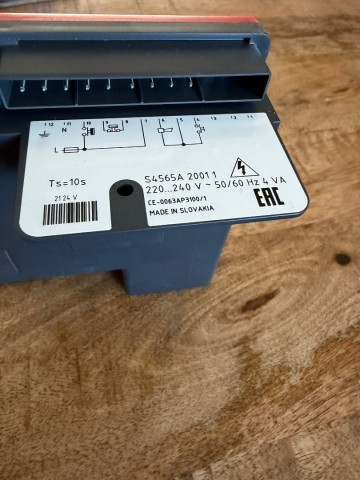 12 11 10 9 8 7 6 5 4 3 2 1
N
L
Ts=10s
S4565A 2001 1
2124 V
220...240 V ~ 50/60 Hz 4 VA
CE-0063AP3100/1
MADE IN SLOVAKIA
EAC